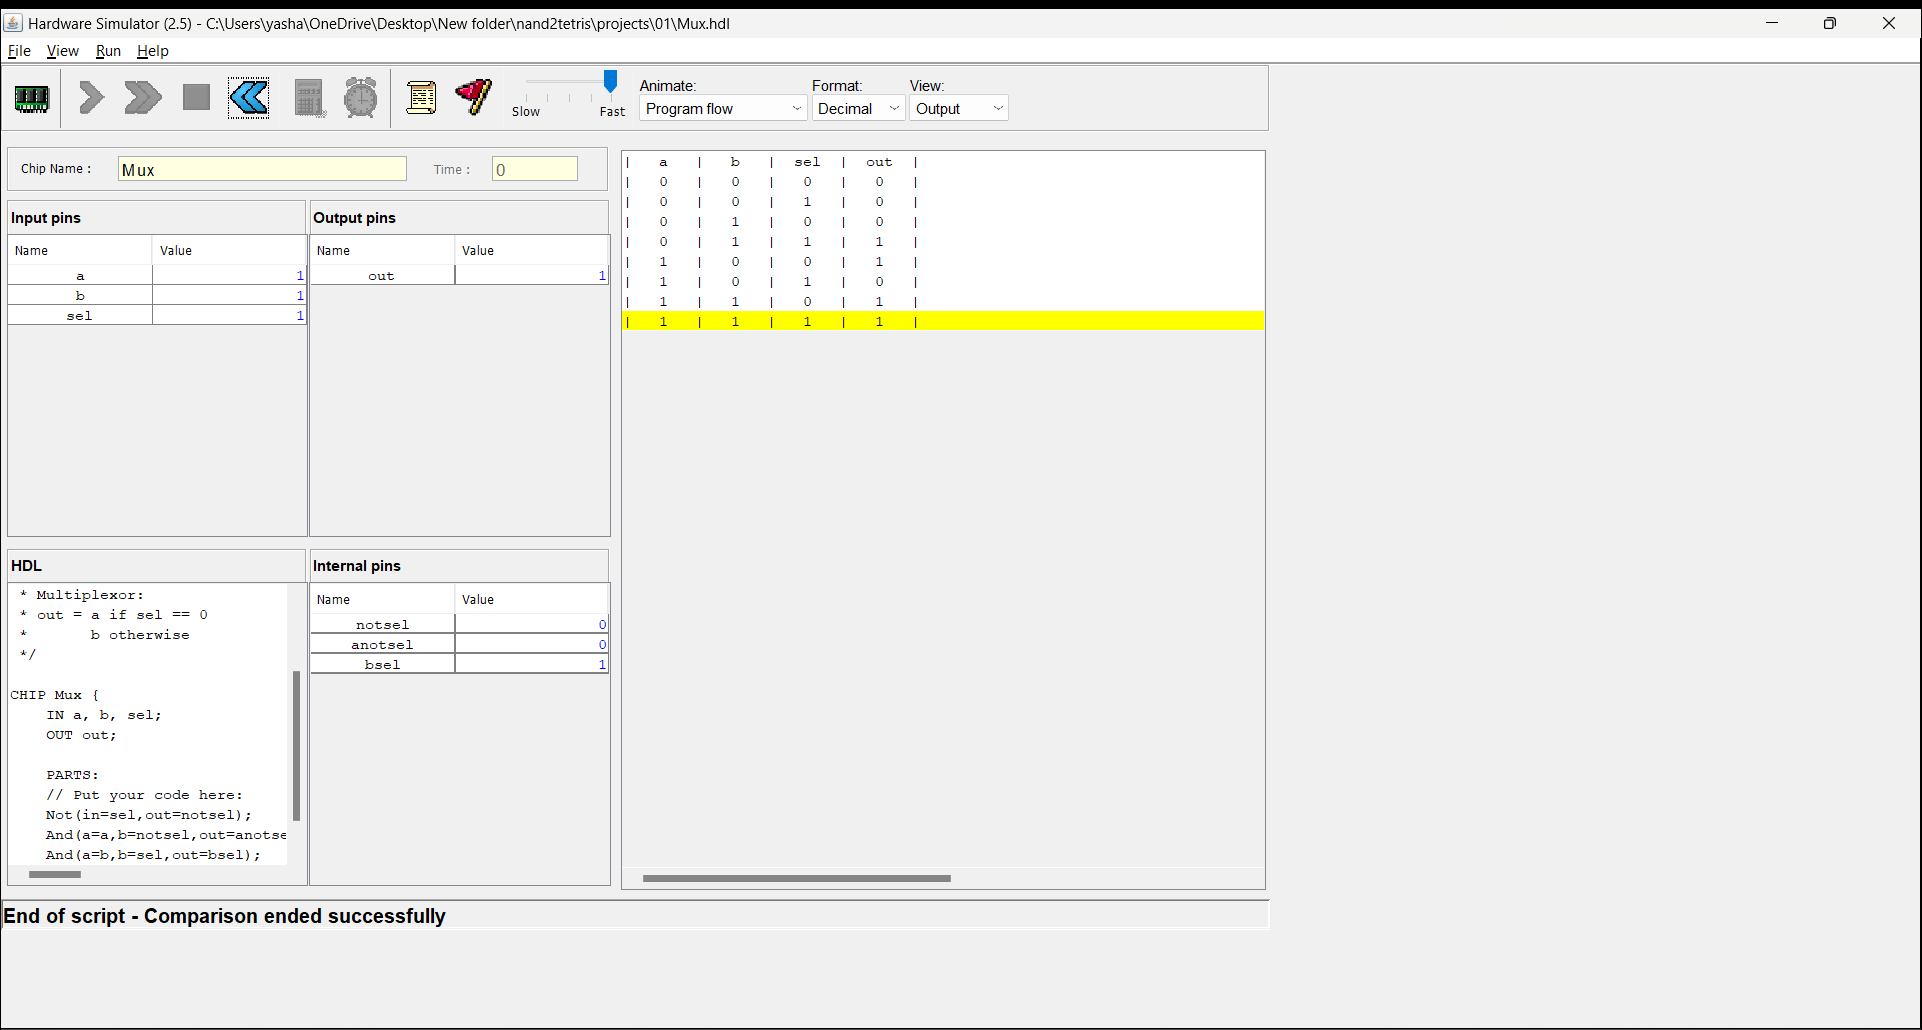 Hardware Simulator (2.5) - C:\Users\yasha\OneDrive\Desktop\New folder\nand2tetris\projects\01\Mux.hdl
File View Run Help
Slow Fast
Animate: Format: View:
Program flow Decimal Output
Chip Name : Mux Time : 0
Input pins
Name Value
a 1
b 1
sel 1
Output pins
Name Value
out 1
HDL
* Multiplexor:
* out = a if sel == 0
* b otherwise
*/
CHIP Mux {
IN a, b, sel;
OUT out;
PARTS:
// Put your code here:
Not(in=sel,out=notsel);
And(a=a,b=notsel,out=anotse
And(a=b,b=sel,out=bsel);
Internal pins
Name Value
notsel 0
anotsel 0
bsel 1
| a | b | sel | out |
| 0 | 0 | 0 | 0 |
| 0 | 0 | 1 | 0 |
| 0 | 1 | 0 | 0 |
| 0 | 1 | 1 | 1 |
| 1 | 0 | 0 | 1 |
| 1 | 0 | 1 | 0 |
| 1 | 1 | 0 | 1 |
| 1 | 1 | 1 | 1 |
End of script - Comparison ended successfully